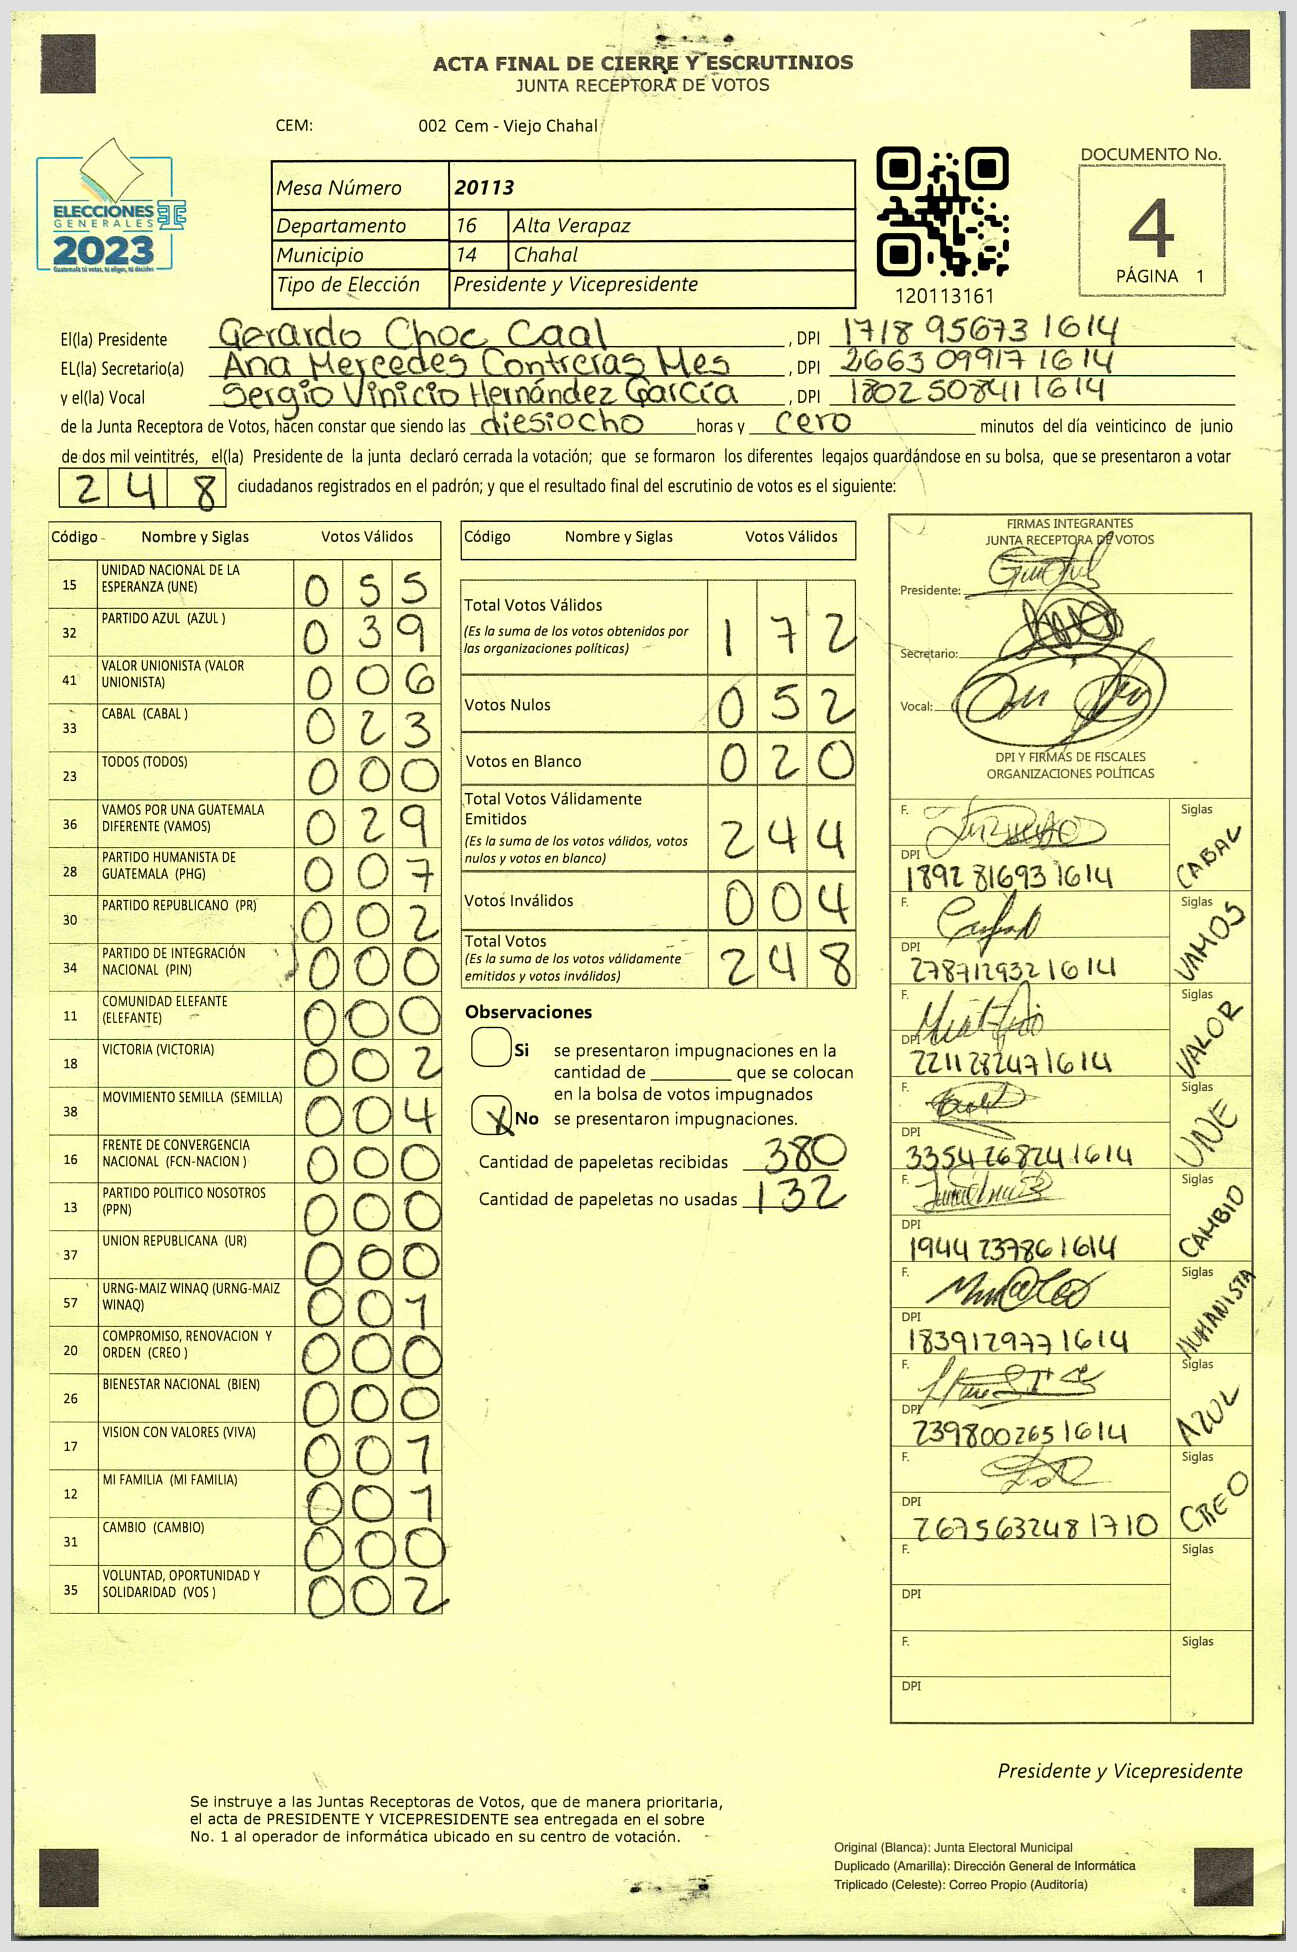 ACTA FINAL DE CIERRE Y ESCRUTINIOS
JUNTA RECEPTORA DE VOTOS
CEM: 002 Cem - Viejo Chahal
ELECCIONES
GENERALES
2023
Guatemala tú votas, tú eliges, tú decides
Mesa Número 20113
Departamento 16 Alta Verapaz
Municipio 14 Chahal
Tipo de Elección Presidente y Vicepresidente
120113161
DOCUMENTO No.
4
PÁGINA 1
El(la) Presidente Gerardo Choc Caal , DPI 1718 95673 1614
EL(la) Secretario(a) Ana Mercedes Contreras Mes , DPI 2663 09917 1614
y el(la) Vocal Sergio Vinicio Hernández García , DPI 1802 50841 1614
de la Junta Receptora de Votos, hacen constar que siendo las diesiocho horas y cero minutos del día veinticinco de junio
de dos mil veintitrés, el(la) Presidente de la junta declaró cerrada la votación; que se formaron los diferentes legajos guardándose en su bolsa, que se presentaron a votar
2 4 8 ciudadanos registrados en el padrón; y que el resultado final del escrutinio de votos es el siguiente:
Código Nombre y Siglas Votos Válidos
15 UNIDAD NACIONAL DE LA ESPERANZA (UNE) 0 5 5
32 PARTIDO AZUL (AZUL ) 0 3 9
41 VALOR UNIONISTA (VALOR UNIONISTA) 0 0 6
33 CABAL (CABAL ) 0 2 3
23 TODOS (TODOS) 0 0 0
36 VAMOS POR UNA GUATEMALA DIFERENTE (VAMOS) 0 2 9
28 PARTIDO HUMANISTA DE GUATEMALA (PHG) 0 0 7
30 PARTIDO REPUBLICANO (PR) 0 0 2
34 PARTIDO DE INTEGRACIÓN NACIONAL (PIN) 0 0 0
11 COMUNIDAD ELEFANTE (ELEFANTE) 0 0 0
18 VICTORIA (VICTORIA) 0 0 2
38 MOVIMIENTO SEMILLA (SEMILLA) 0 0 4
16 FRENTE DE CONVERGENCIA NACIONAL (FCN-NACION ) 0 0 0
13 PARTIDO POLITICO NOSOTROS (PPN) 0 0 0
37 UNION REPUBLICANA (UR) 0 0 0
57 URNG-MAIZ WINAQ (URNG-MAIZ WINAQ) 0 0 1
20 COMPROMISO, RENOVACION Y ORDEN (CREO ) 0 0 0
26 BIENESTAR NACIONAL (BIEN) 0 0 0
17 VISION CON VALORES (VIVA) 0 0 1
12 MI FAMILIA (MI FAMILIA) 0 0 1
31 CAMBIO (CAMBIO) 0 0 0
35 VOLUNTAD, OPORTUNIDAD Y SOLIDARIDAD (VOS ) 0 0 2
Código Nombre y Siglas Votos Válidos
Total Votos Válidos 1 7 2
(Es la suma de los votos obtenidos por
las organizaciones políticas)
Votos Nulos 0 5 2
Votos en Blanco 0 2 0
Total Votos Válidamente
Emitidos 2 4 4
(Es la suma de los votos válidos, votos
nulos y votos en blanco)
Votos Inválidos 0 0 4
Total Votos 2 4 8
(Es la suma de los votos válidamente
emitidos y votos inválidos)
Observaciones
Si se presentaron impugnaciones en la
cantidad de ________ que se colocan
en la bolsa de votos impugnados
X No se presentaron impugnaciones.
Cantidad de papeletas recibidas 380
Cantidad de papeletas no usadas 132
FIRMAS INTEGRANTES
JUNTA RECEPTORA DE VOTOS
Presidente:
Secretario:
Vocal:
DPI Y FIRMAS DE FISCALES
ORGANIZACIONES POLÍTICAS
F. Siglas
DPI CABAL
1892 81693 1614
F. Siglas
DPI VAMOS
2787129321614
F. Siglas
DPI VALOR
2211282471614
F. Siglas
DPI UNE
3354268241614
F. Siglas
DPI CAMBIO
1944 237861614
F. Siglas
DPI HUMANISTA
1839129771614
F. Siglas
DPI AZUL
2398002651614
F. Siglas
DPI CREO
2675632481710
F. Siglas
DPI
F. Siglas
DPI
Presidente y Vicepresidente
Se instruye a las Juntas Receptoras de Votos, que de manera prioritaria,
el acta de PRESIDENTE Y VICEPRESIDENTE sea entregada en el sobre
No. 1 al operador de informática ubicado en su centro de votación.
Original (Blanca): Junta Electoral Municipal
Duplicado (Amarilla): Dirección General de Informática
Triplicado (Celeste): Correo Propio (Auditoría)